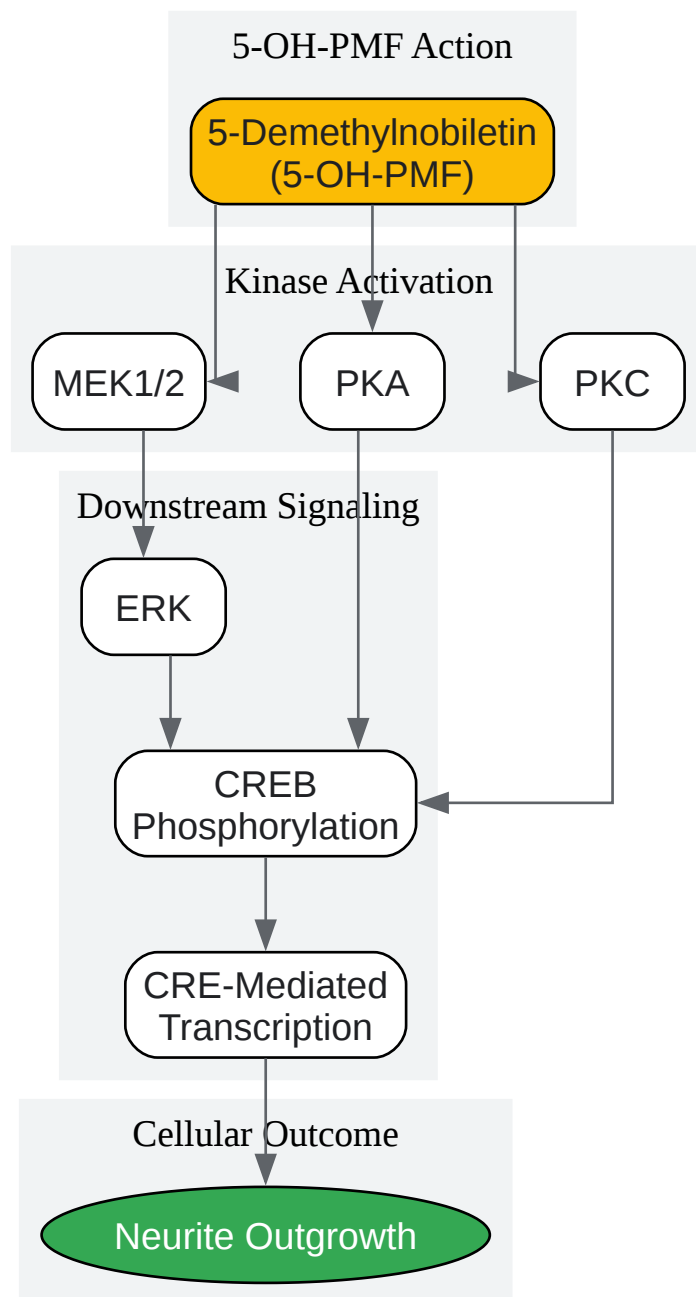 5-OH-PMF Action
5-Demethylnobiletin
(5-OH-PMF)
Kinase Activation
MEK1/2
PKA
PKC
Downstream Signaling
ERK
CREB
Phosphorylation
CRE-Mediated
Transcription
Cellular Outcome
Neurite Outgrowth